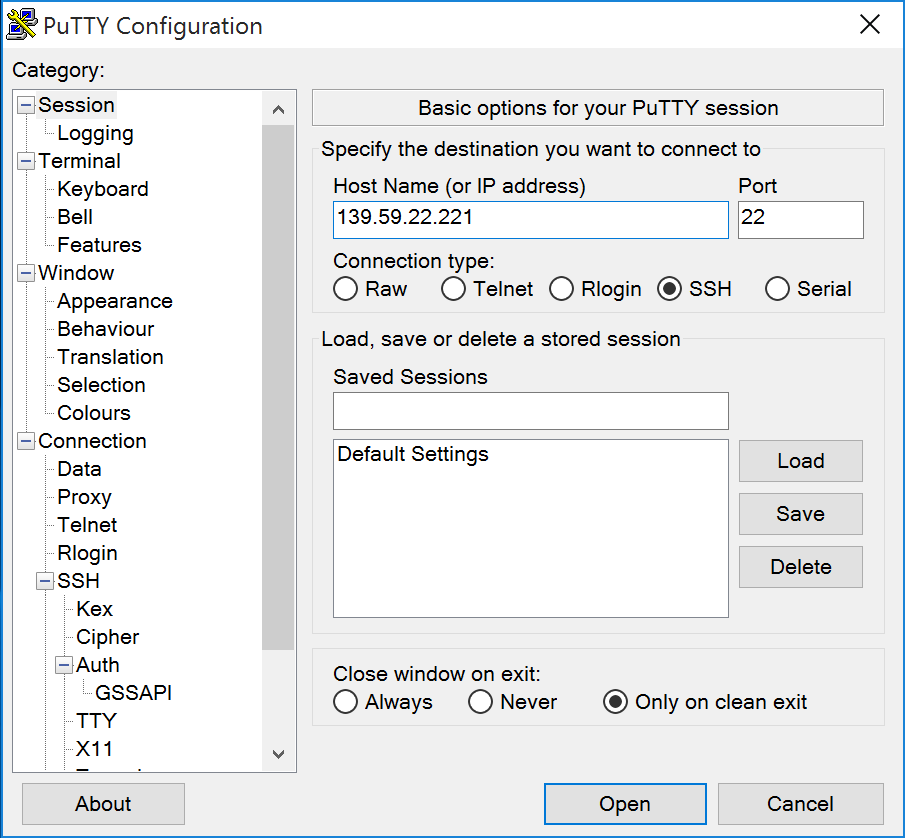 PuTTY Configuration
Category:
Session
Logging
Terminal
Keyboard
Bell
Features
Window
Appearance
Behaviour
Translation
Selection
Colours
Connection
Data
Proxy
Telnet
Rlogin
SSH
Kex
Cipher
Auth
GSSAPI
TTY
X11
Basic options for your PuTTY session
Specify the destination you want to connect to
Host Name (or IP address) Port
139.59.22.221 22
Connection type:
Raw Telnet Rlogin SSH Serial
Load, save or delete a stored session
Saved Sessions
Default Settings
Load
Save
Delete
Close window on exit:
Always Never Only on clean exit
About Open Cancel